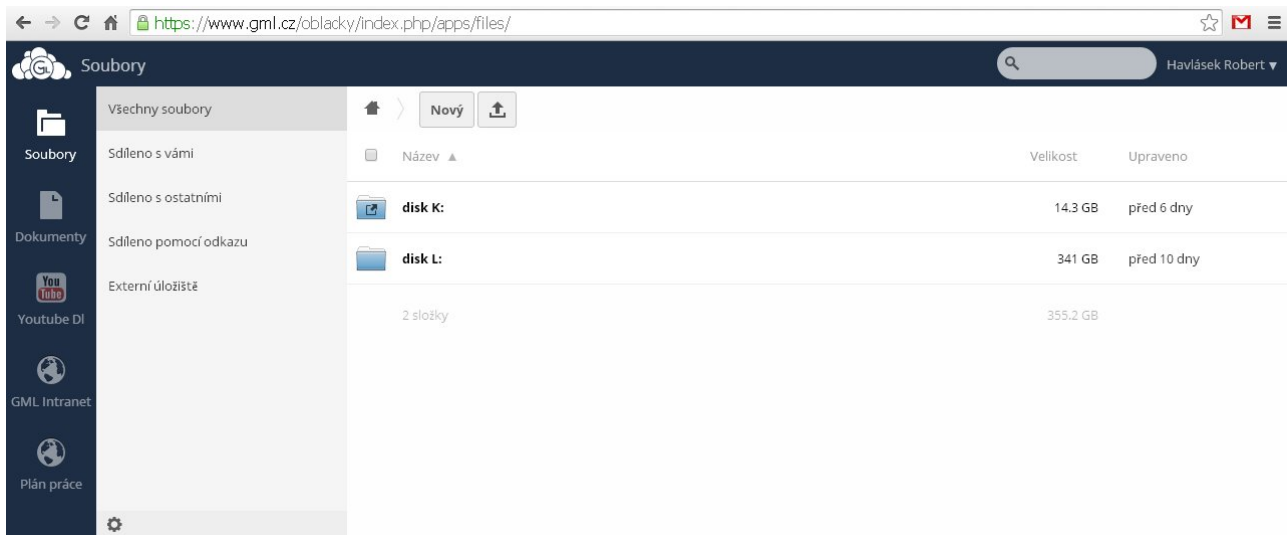 https://www.gml.cz/oblacky/index.php/apps/files/
GL
Soubory
Havlásek Robert ▼
Soubory
Dokumenty
You Tube
Youtube Dl
GML Intranet
Plán práce
Všechny soubory
Sdíleno s vámi
Sdíleno s ostatními
Sdíleno pomocí odkazu
Externí úložiště
Nový
Název ▲ Velikost Upraveno
disk K: 14.3 GB před 6 dny
disk L: 341 GB před 10 dny
2 složky 355.2 GB